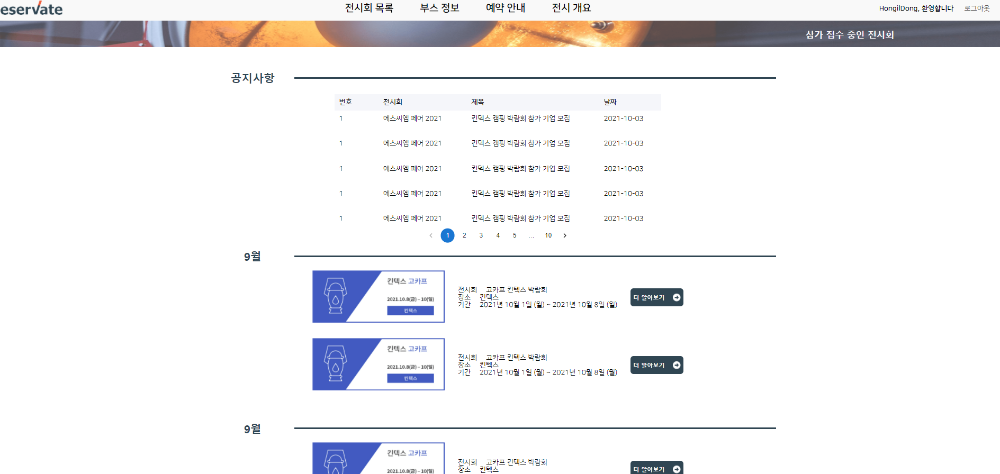 eservate 전시회 목록 부스 정보 예약 안내 전시 개요 HongilDong, 환영합니다 로그아웃
참가 접수 중인 전시회
공지사항
번호 전시회 제목 날짜
1 에스씨엠 페어 2021 킨덱스 캠핑 박람회 참가 기업 모집 2021-10-03
1 에스씨엠 페어 2021 킨덱스 캠핑 박람회 참가 기업 모집 2021-10-03
1 에스씨엠 페어 2021 킨덱스 캠핑 박람회 참가 기업 모집 2021-10-03
1 에스씨엠 페어 2021 킨덱스 캠핑 박람회 참가 기업 모집 2021-10-03
1 에스씨엠 페어 2021 킨덱스 캠핑 박람회 참가 기업 모집 2021-10-03
1 2 3 4 5 … 10
9월
킨텍스 고카프
2021.10.8(금) – 10(일)
킨텍스
전시회 고카프 킨텍스 박람회
장소 킨텍스
기간 2021년 10월 1일 (월) ~ 2021년 10월 8일 (월)
더 알아보기
킨텍스 고카프
2021.10.8(금) – 10(일)
킨텍스
전시회 고카프 킨텍스 박람회
장소 킨텍스
기간 2021년 10월 1일 (월) ~ 2021년 10월 8일 (월)
더 알아보기
9월
킨텍스 고카프
2021.10.8(금) – 10(일)
전시회 고카프 킨텍스 박람회
장소 킨텍스
더 알아보기